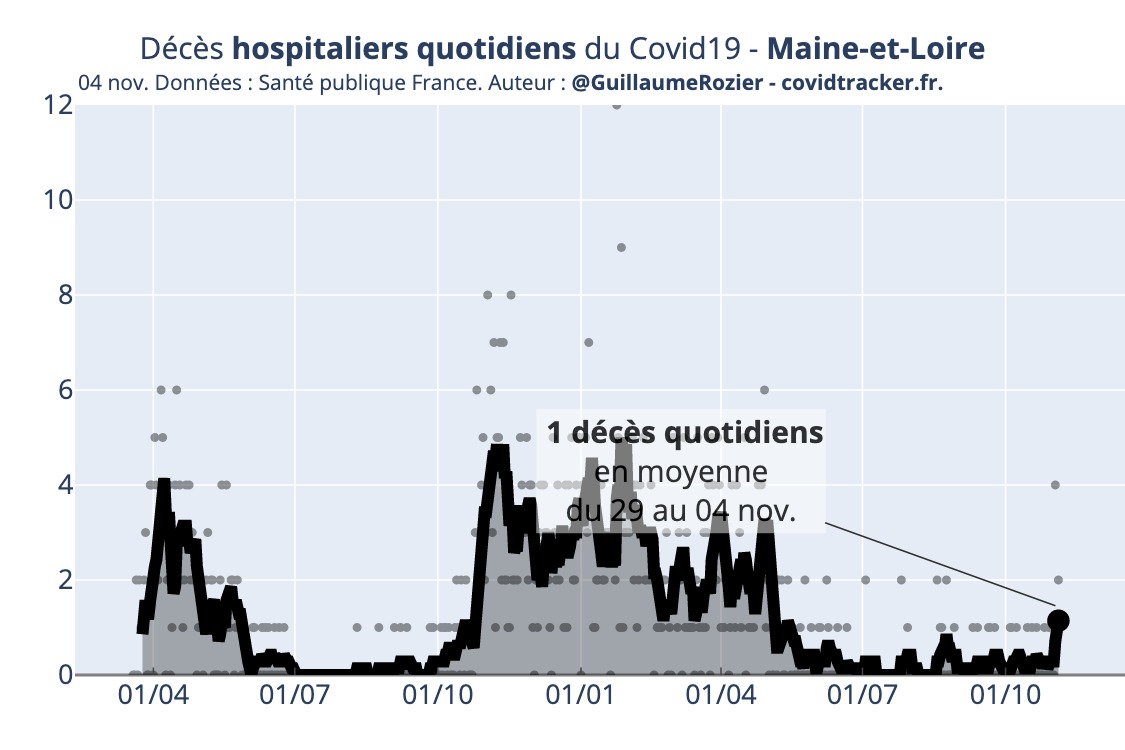 Décès hospitaliers quotidiens du Covid19 - Maine-et-Loire
04 nov. Données : Santé publique France. Auteur : @GuillaumeRozier - covidtracker.fr.
12
10
8
6
1 décès quotidiens
en moyenne
4
du 29 au 04 nov.
2
0
01/04 01/07 01/10 01/01 01/04 01/07 01/10